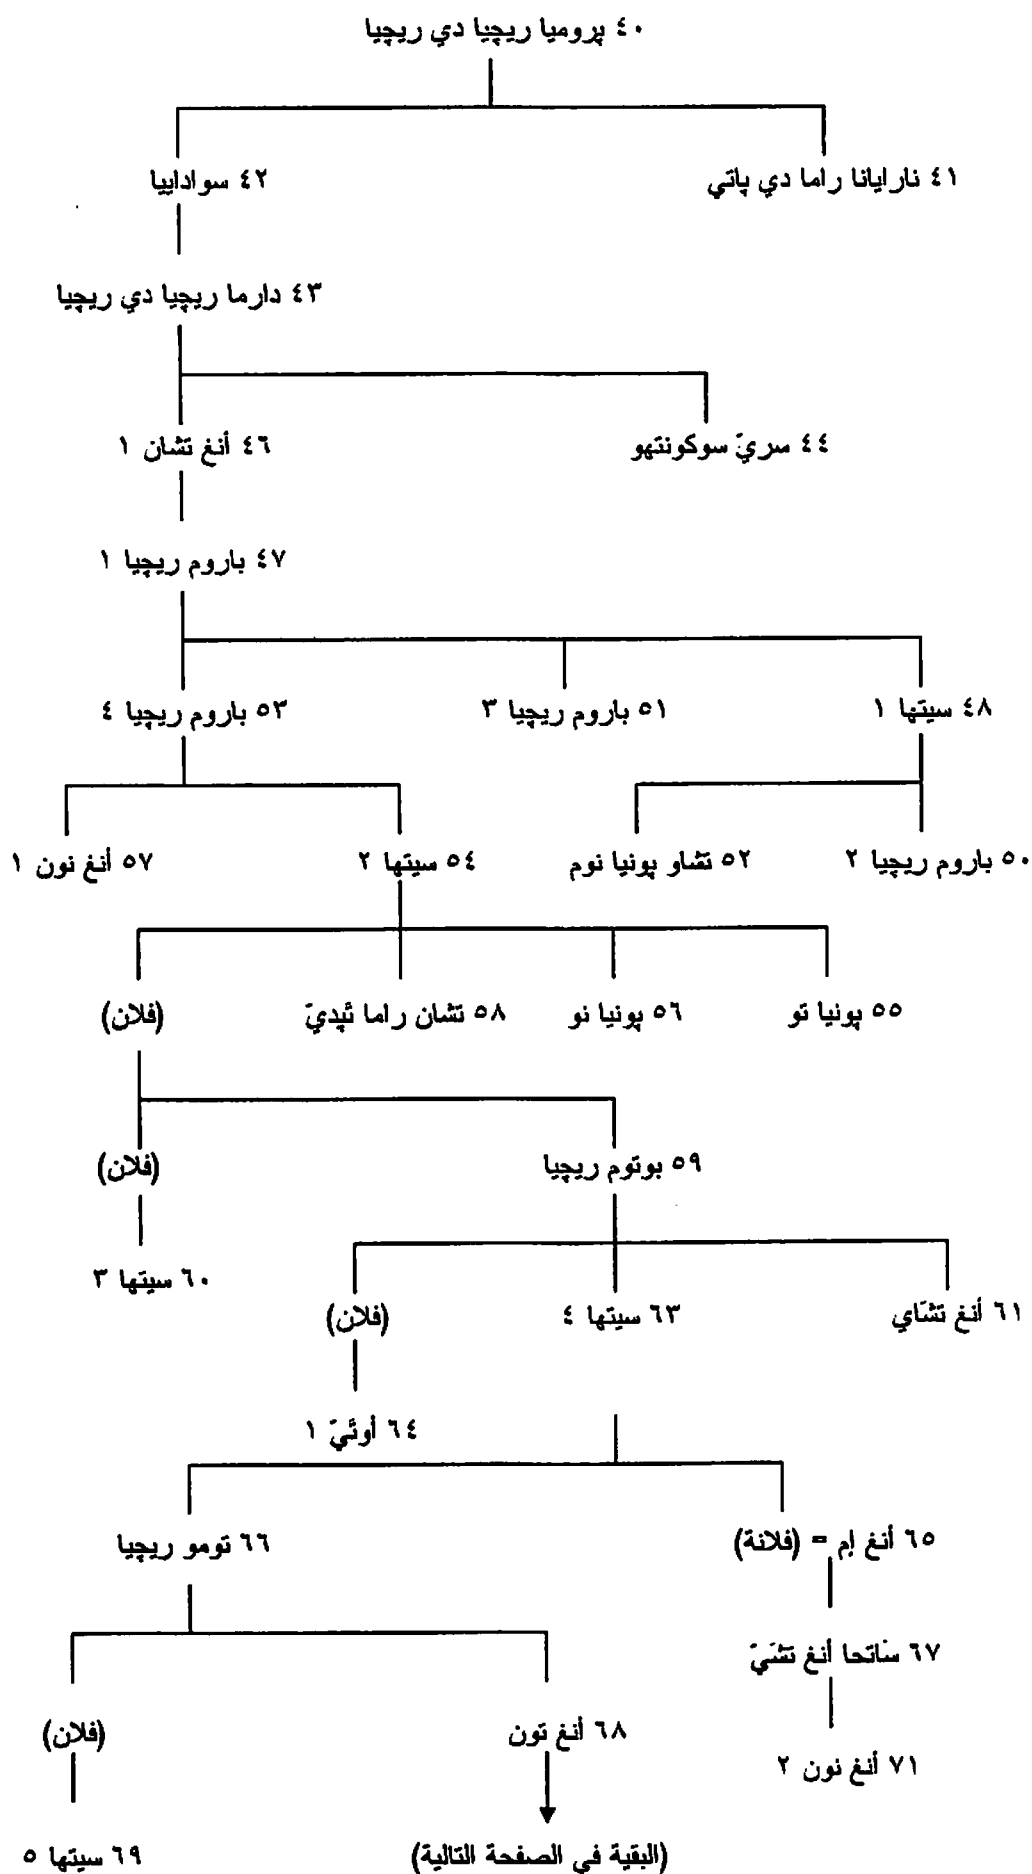 ٤٠ پروميا ريچيا دي ريچيا
٤١ نارايانا راما دي پاتي
٤٢ سواداپيا
٤٣ دارما ريچيا دي ريچيا
٤٤ سريّ سوكونتهو
٤٦ أنغ تشان ١
٤٧ باروم ريچيا ١
٤٨ سيتها ١
٥١ باروم ريچيا ٣
٥٣ باروم ريچيا ٤
٥٠ باروم ريچيا ٢
٥٢ تشاو پونيا نوم
٥٤ سيتها ٢
٥٧ أنغ نون ١
٥٥ پونيا تو
٥٦ پونيا نو
٥٨ تشان راما ثپديّ
(فلان)
٥٩ بوتوم ريچيا
(فلان)
٦٠ سيتها ٣
٦١ أنغ تشاي
٦٣ سيتها ٤
(فلان)
٦٤ أوثيّ ١
٦٥ أنغ إم = (فلانة)
٦٦ تومو ريچيا
٦٧ ساتحا أنغ تشيّ
٦٨ أنغ تون
(فلان)
٧١ أنغ نون ٢
٦٩ سيتها ٥
(البقية في الصفحة التالية)